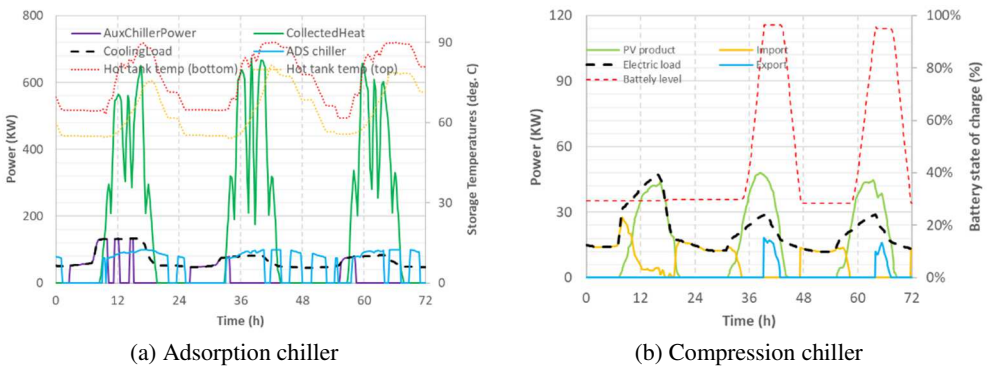 800
600
400
200
0
Power (KW)
AuxChillerPower
CollectedHeat
CoolingLoad
ADS chiller
Hot tank temp (bottom)
Hot tank temp (top)
90
60
30
0
Storage Temperatures (deg. C)
0 12 24 36 48 60 72
Time (h)
(a) Adsorption chiller
120
90
60
30
0
Power (KW)
PV product
Import
Electric load
Export
Battely level
100%
80%
60%
40%
20%
0%
Battery state of charge (%)
0 12 24 36 48 60 72
Time (h)
(b) Compression chiller